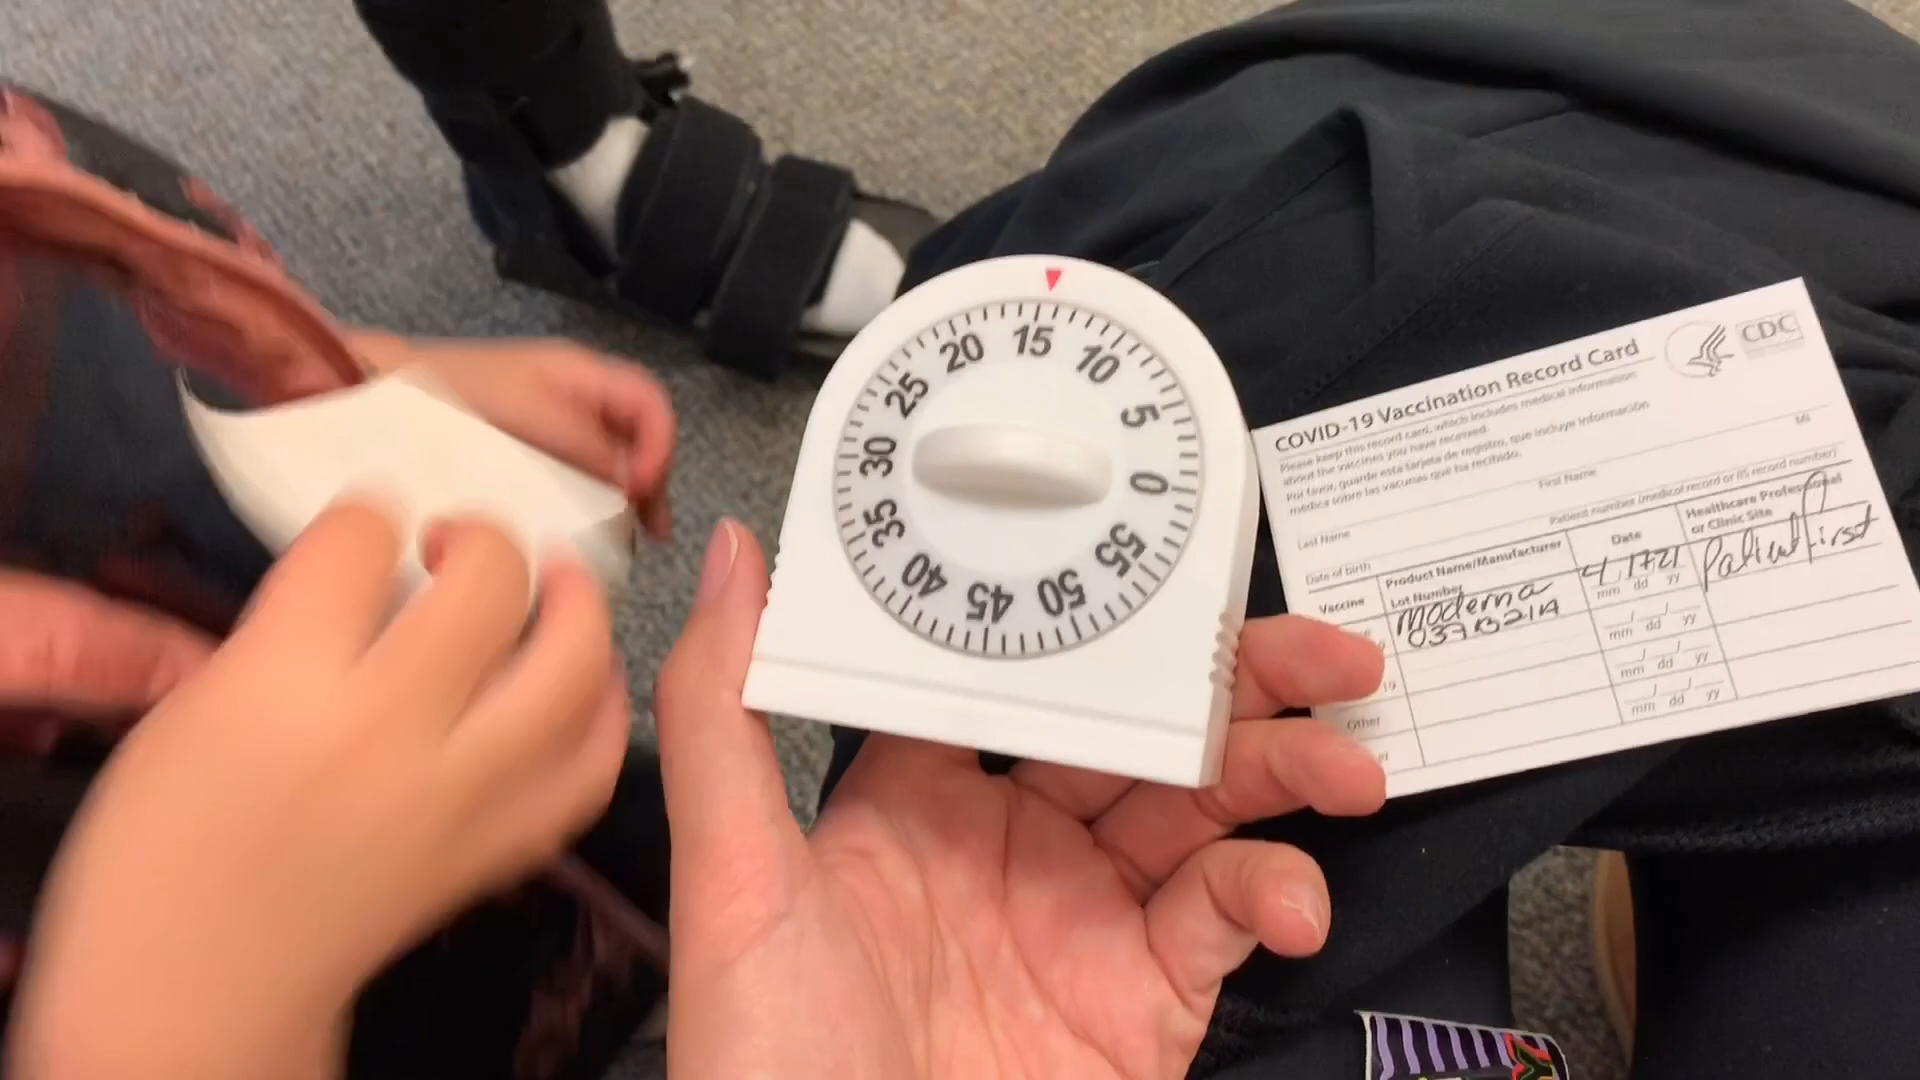 15
20
10
25
5
30
0
35
55
40
45
50
CDC
COVID-19 Vaccination Record Card
Please keep this record card, which includes medical information
about the vaccines you have received.
Por favor, guarde esta tarjeta de registro, que incluye información
médica sobre las vacunas que ha recibido.
Last Name First Name MI
Date of birth Patient number (medical record or IIS record number)
Vaccine Product Name/Manufacturer Date Healthcare Professional
Lot Number or Clinic Site
Moderna 4/17/21 Patient First
037B21A mm dd yy
mm dd yy
19 mm dd yy
Other mm dd yy